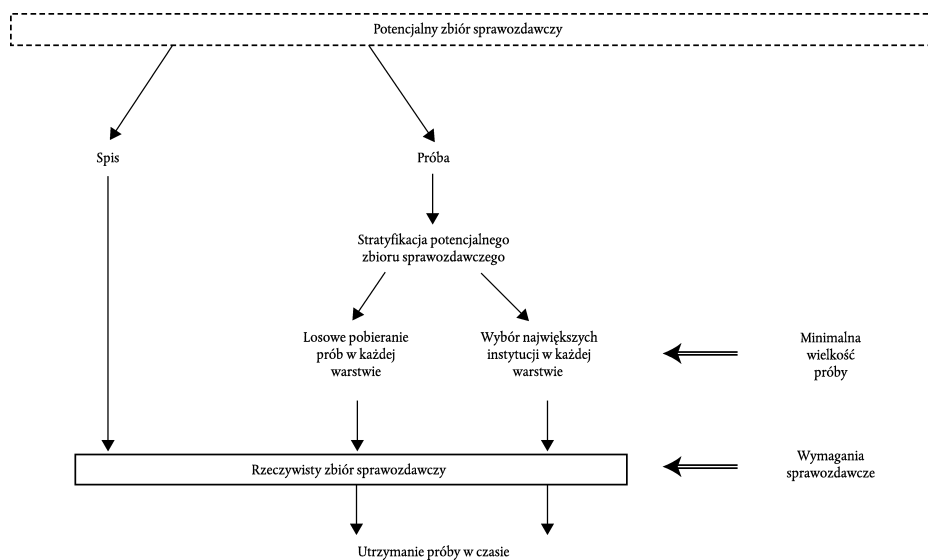 Potencjalny zbiór sprawozdawczy
Spis
Próba
Stratyfikacja potencjalnego
zbioru sprawozdawczego
Losowe pobieranie
prób w każdej
warstwie
Wybór największych
instytucji w każdej
warstwie
Minimalna
wielkość
próby
Rzeczywisty zbiór sprawozdawczy
Wymagania
sprawozdawcze
Utrzymanie próby w czasie